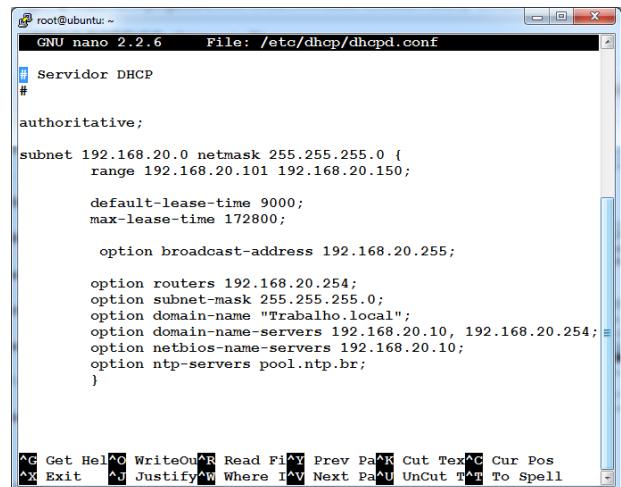 root@ubuntu: ~
GNU nano 2.2.6 File: /etc/dhcp/dhcpd.conf
# Servidor DHCP
#
authoritative;
subnet 192.168.20.0 netmask 255.255.255.0 {
range 192.168.20.101 192.168.20.150;
default-lease-time 9000;
max-lease-time 172800;
option broadcast-address 192.168.20.255;
option routers 192.168.20.254;
option subnet-mask 255.255.255.0;
option domain-name "Trabalho.local";
option domain-name-servers 192.168.20.10, 192.168.20.254;
option netbios-name-servers 192.168.20.10;
option ntp-servers pool.ntp.br;
}
^G Get Hel^O WriteOu^R Read Fi^Y Prev Pa^K Cut Tex^C Cur Pos
^X Exit ^J Justify^W Where I^V Next Pa^U UnCut T^T To Spell